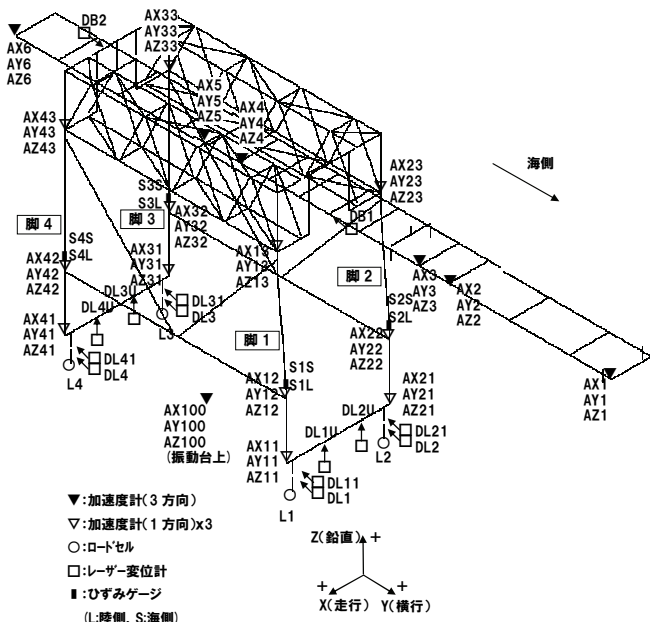 DB2
AX6
AY6
AZ6
AX33
AY33
AZ33
AX5
AY5
AZ5
AX4
AY4
AZ4
AX43
AY43
AZ43
AX23
AY23
AZ23
海側
S3S
S3L
脚3
AX32
AY32
AZ32
DB1
脚4
S4S
S4L
AX42
AY42
AZ42
AX31
AY31
AZ31
AX13
AY13
AZ13
脚2
AX3
AY3
AZ3
AX2
AY2
AZ2
DL3U
DL4U
DL31
DL3
L3
S2S
S2L
AX22
AY22
AZ22
AX41
AY41
AZ41
脚1
DL41
DL4
L4
S1S
S1L
AX12
AY12
AZ12
AX21
AY21
AZ21
AX1
AY1
AZ1
AX100
AY100
AZ100
(振動台上)
DL2U
DL1U
DL21
DL2
L2
AX11
AY11
AZ11
DL11
DL1
L1
▼:加速度計(3方向)
▽:加速度計(1方向)x3
○:ロードセル
□:レーザー変位計
▮:ひずみゲージ
(L:陸側, S:海側)
Z(鉛直)
+
+
+
X(走行)
Y(横行)